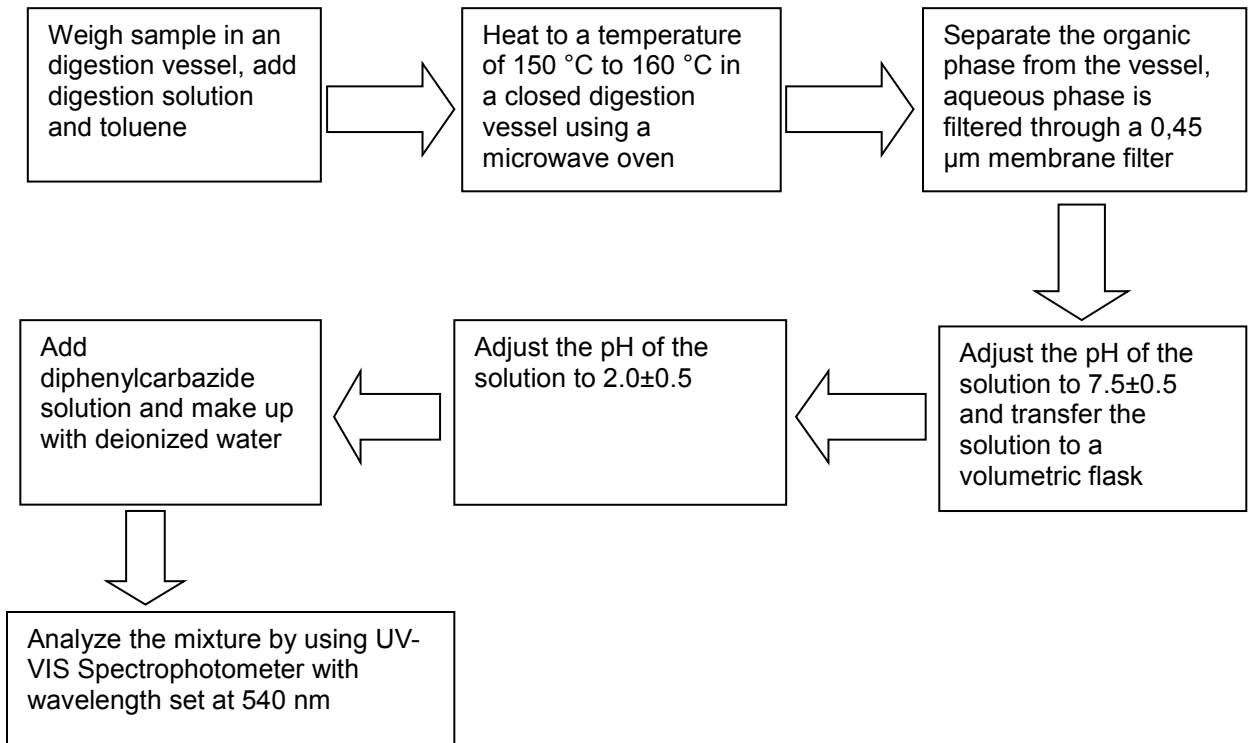 Weigh sample in an
digestion vessel, add
digestion solution
and toluene
Heat to a temperature
of 150 °C to 160 °C in
a closed digestion
vessel using a
microwave oven
Separate the organic
phase from the vessel,
aqueous phase is
filtered through a 0,45
µm membrane filter
Adjust the pH of the
solution to 7.5±0.5
and transfer the
solution to a
volumetric flask
Adjust the pH of the
solution to 2.0±0.5
Add
diphenylcarbazide
solution and make up
with deionized water
Analyze the mixture by using UV-
VIS Spectrophotometer with
wavelength set at 540 nm